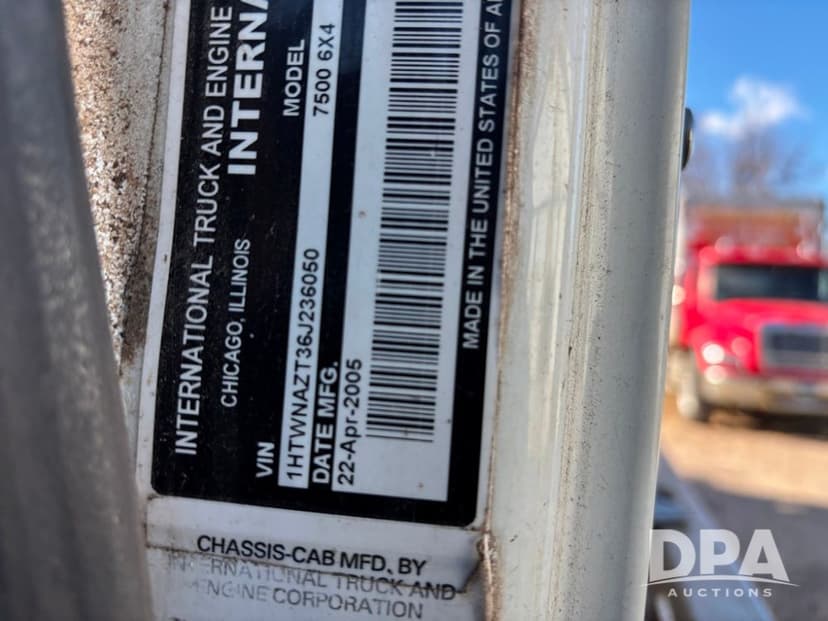 INTERNATIONAL TRUCK AND ENGINE
CHICAGO, ILLINOIS
VIN
1HTWNAZT36J236050
MODEL
7500 6X4
DATE MFG.
22-Apr-2005
MADE IN THE UNITED STATES OF
CHASSIS-CAB MFD. BY
INTERNATIONAL TRUCK AND
ENGINE CORPORATION
DPA
AUCTIONS